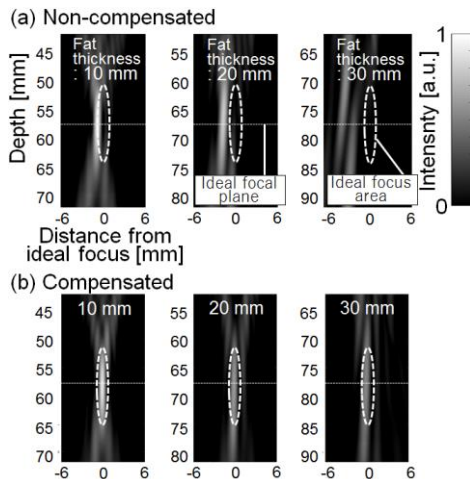 (a) Non-compensated
Fat thickness : 10 mm
Fat thickness : 20 mm
Fat thickness : 30 mm
Depth [mm]
45
50
55
60
65
70
55
60
65
70
75
80
65
70
75
80
85
90
Ideal focal plane
Ideal focus area
-6 0 6
-6 0 6
-6 0 6
Distance from
ideal focus [mm]
1
0
Intensnty [a.u.]
(b) Compensated
10 mm
20 mm
30 mm
45
50
55
60
65
70
55
60
65
70
75
80
65
70
75
80
85
90
-6 0 6
-6 0 6
-6 0 6